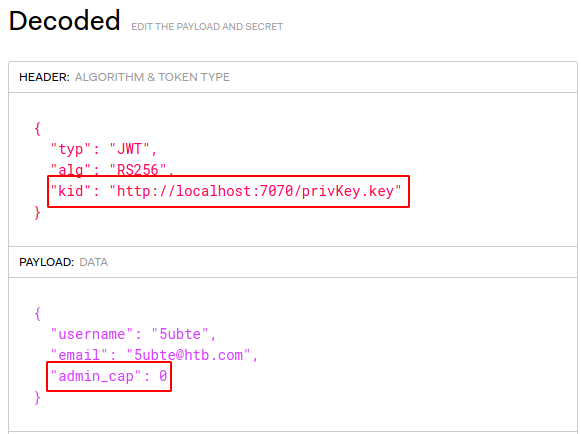 Decoded EDIT THE PAYLOAD AND SECRET
HEADER: ALGORITHM & TOKEN TYPE
{
"typ": "JWT",
"alg": "RS256",
"kid": "http://localhost:7070/privKey.key"
}
PAYLOAD: DATA
{
"username": "5ubte",
"email": "5ubte@htb.com",
"admin_cap": 0
}